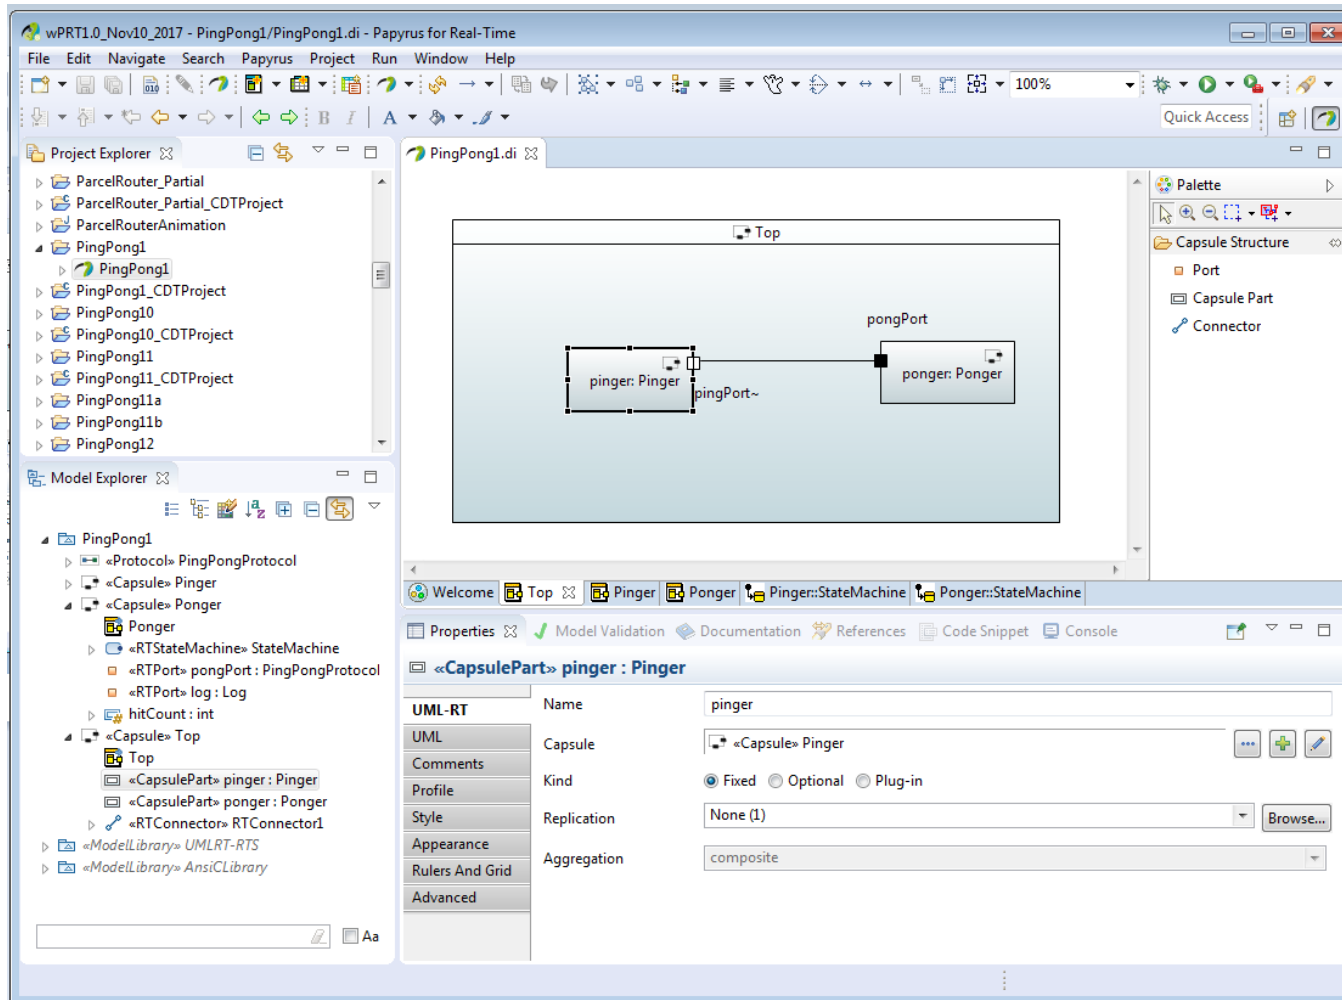 wPRT1.0_Nov10_2017 - PingPong1/PingPong1.di - Papyrus for Real-Time
File Edit Navigate Search Papyrus Project Run Window Help
010
100%
B I A
Quick Access
Project Explorer
ParcelRouter_Partial
ParcelRouter_Partial_CDTProject
ParcelRouterAnimation
PingPong1
PingPong1
PingPong1_CDTProject
PingPong10
PingPong10_CDTProject
PingPong11
PingPong11_CDTProject
PingPong11a
PingPong11b
PingPong12
PingPong1.di
Top
pongPort
pinger: Pinger
ponger: Ponger
pingPort~
Palette
Capsule Structure
Port
Capsule Part
Connector
Welcome Top Pinger Ponger Pinger::StateMachine Ponger::StateMachine
Model Explorer
a z
PingPong1
«Protocol» PingPongProtocol
«Capsule» Pinger
«Capsule» Ponger
Ponger
«RTStateMachine» StateMachine
«RTPort» pongPort : PingPongProtocol
«RTPort» log : Log
hitCount : int
«Capsule» Top
Top
«CapsulePart» pinger : Pinger
«CapsulePart» ponger : Ponger
«RTConnector» RTConnector1
«ModelLibrary» UMLRT-RTS
«ModelLibrary» AnsiCLibrary
Aa
Properties Model Validation Documentation References Code Snippet Console
«CapsulePart» pinger : Pinger
UML-RT
UML
Comments
Profile
Style
Appearance
Rulers And Grid
Advanced
Name pinger
Capsule «Capsule» Pinger
Kind Fixed Optional Plug-in
Replication None (1) Browse...
Aggregation composite